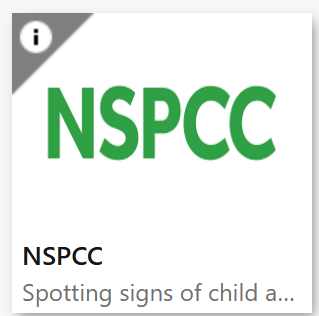 i
NSPCC
NSPCC
Spotting signs of child a...